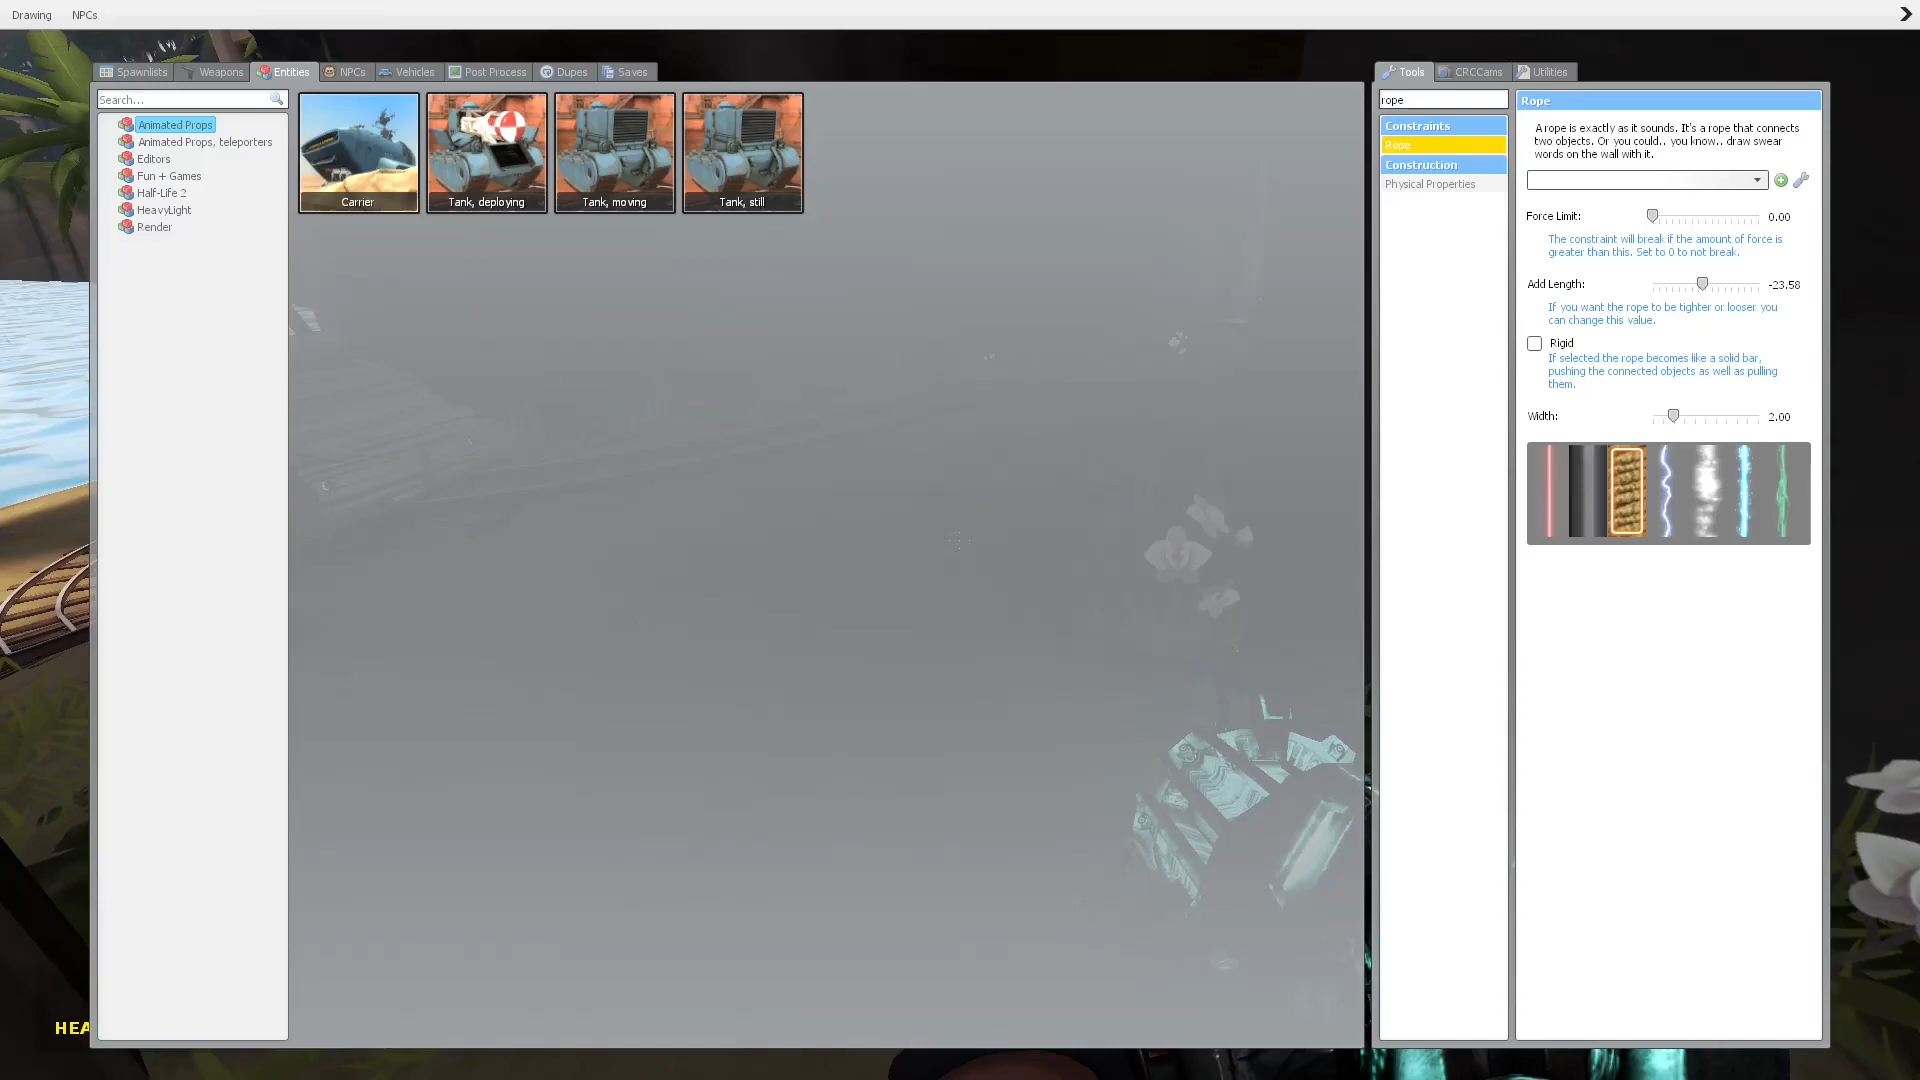 Drawing NPCs
Spawnlists Weapons Entities NPCs Vehicles Post Process Dupes Saves
Search...
Animated Props
Animated Props, teleporters
Editors
Fun + Games
Half-Life 2
HeavyLight
Render
Carrier
Tank, deploying
Tank, moving
Tank, still
HEA
Tools CRCCams Utilities
rope
Constraints
Rope
Construction
Physical Properties
Rope
A rope is exactly as it sounds. It's a rope that connects
two objects. Or you could.. you know.. draw swear
words on the wall with it.
Force Limit: 0.00
The constraint will break if the amount of force is
greater than this. Set to 0 to not break.
Add Length: -23.58
If you want the rope to be tighter or looser you
can change this value.
Rigid
If selected the rope becomes like a solid bar,
pushing the connected objects as well as pulling
them.
Width: 2.00